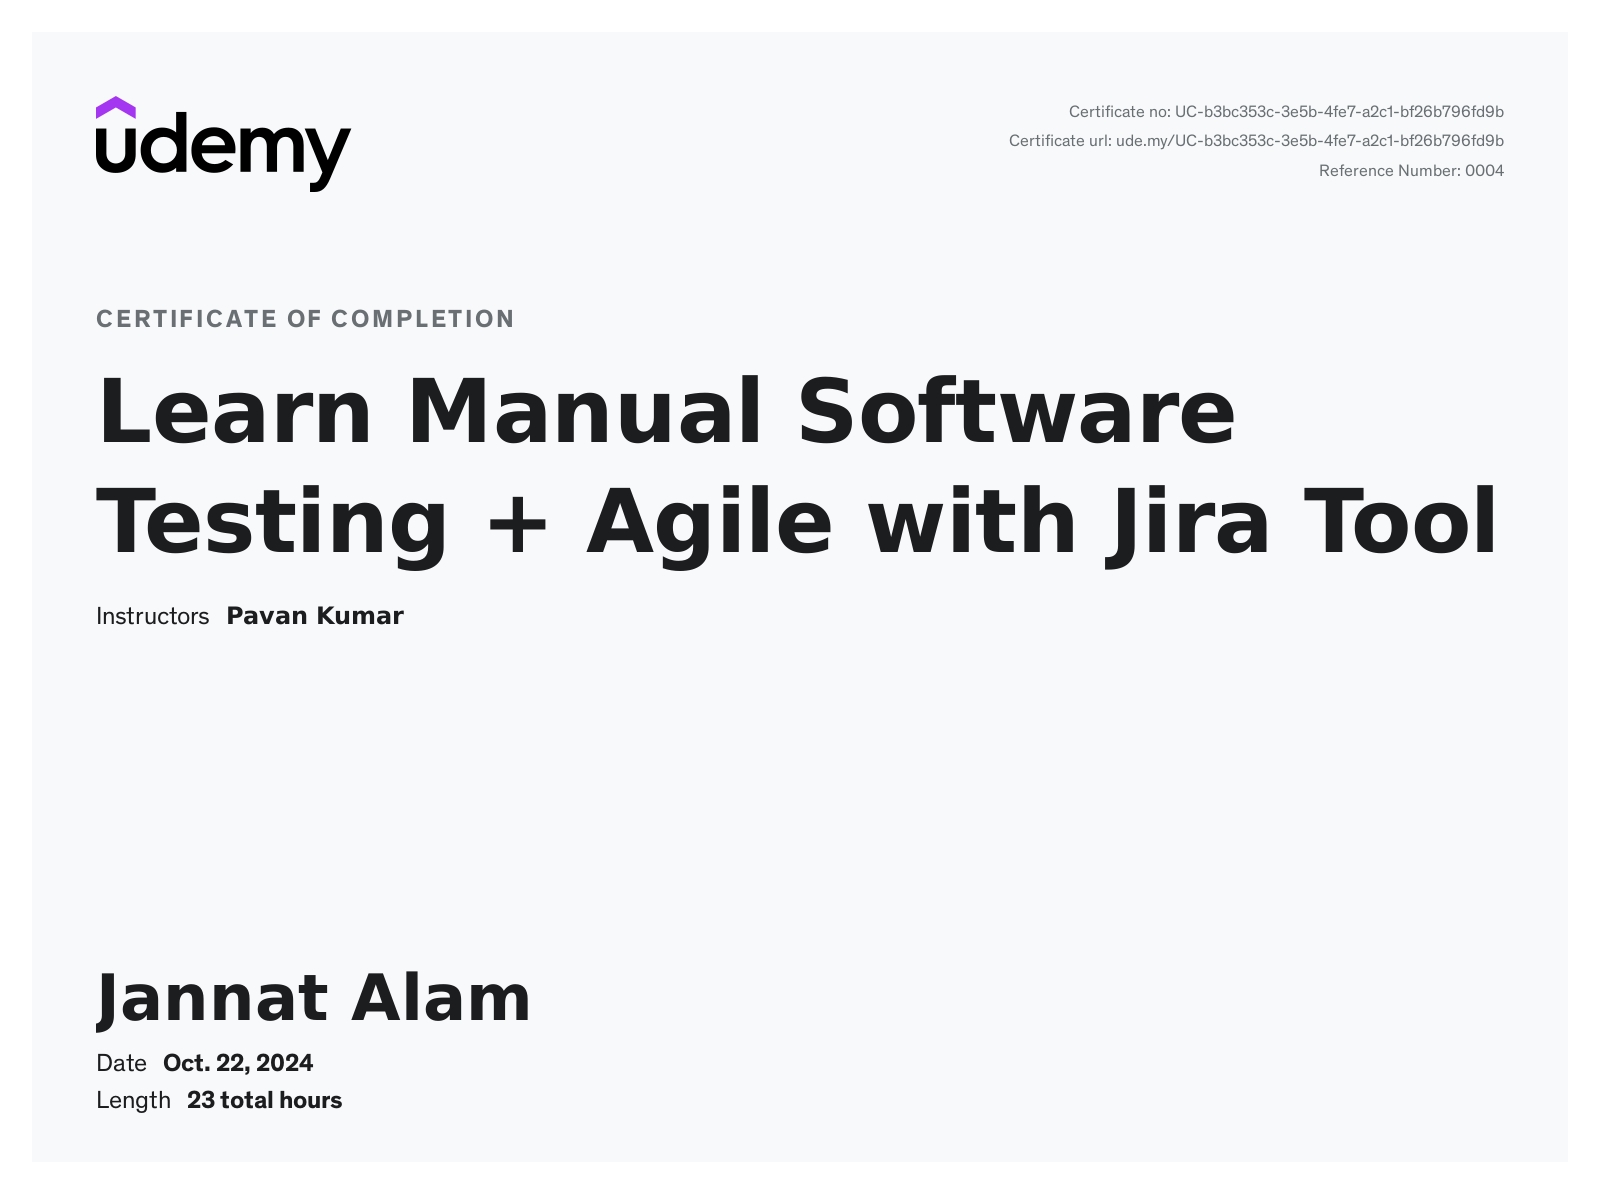 udemy
Certificate no: UC-b3bc353c-3e5b-4fe7-a2c1-bf26b796fd9b
Certificate url: ude.my/UC-b3bc353c-3e5b-4fe7-a2c1-bf26b796fd9b
Reference Number: 0004
CERTIFICATE OF COMPLETION
Learn Manual Software
Testing + Agile with Jira Tool
Instructors Pavan Kumar
Jannat Alam
Date Oct. 22, 2024
Length 23 total hours